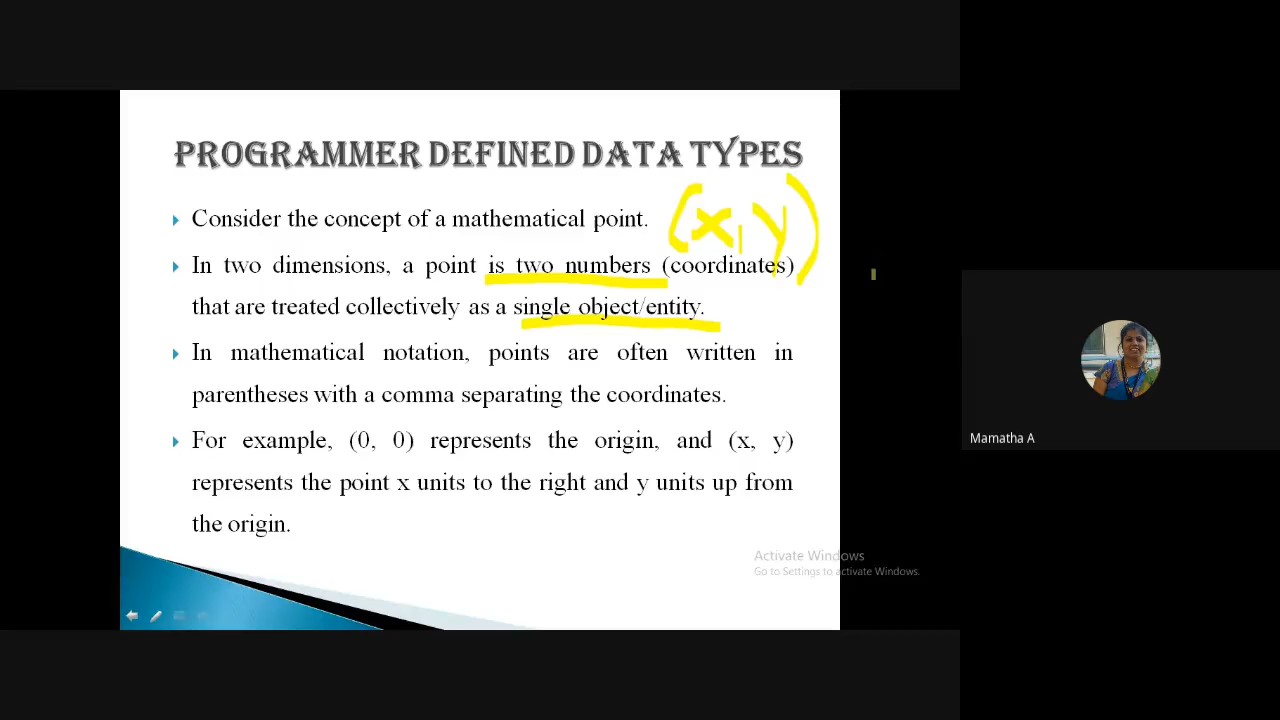 PROGRAMMER DEFINED DATA TYPES
(x, y)
Consider the concept of a mathematical point.
In two dimensions, a point is two numbers (coordinates)
that are treated collectively as a single object/entity.
In mathematical notation, points are often written in
parentheses with a comma separating the coordinates.
For example, (0, 0) represents the origin, and (x, y)
represents the point x units to the right and y units up from
the origin.
Activate Windows
Go to Settings to activate Windows.
Mamatha A